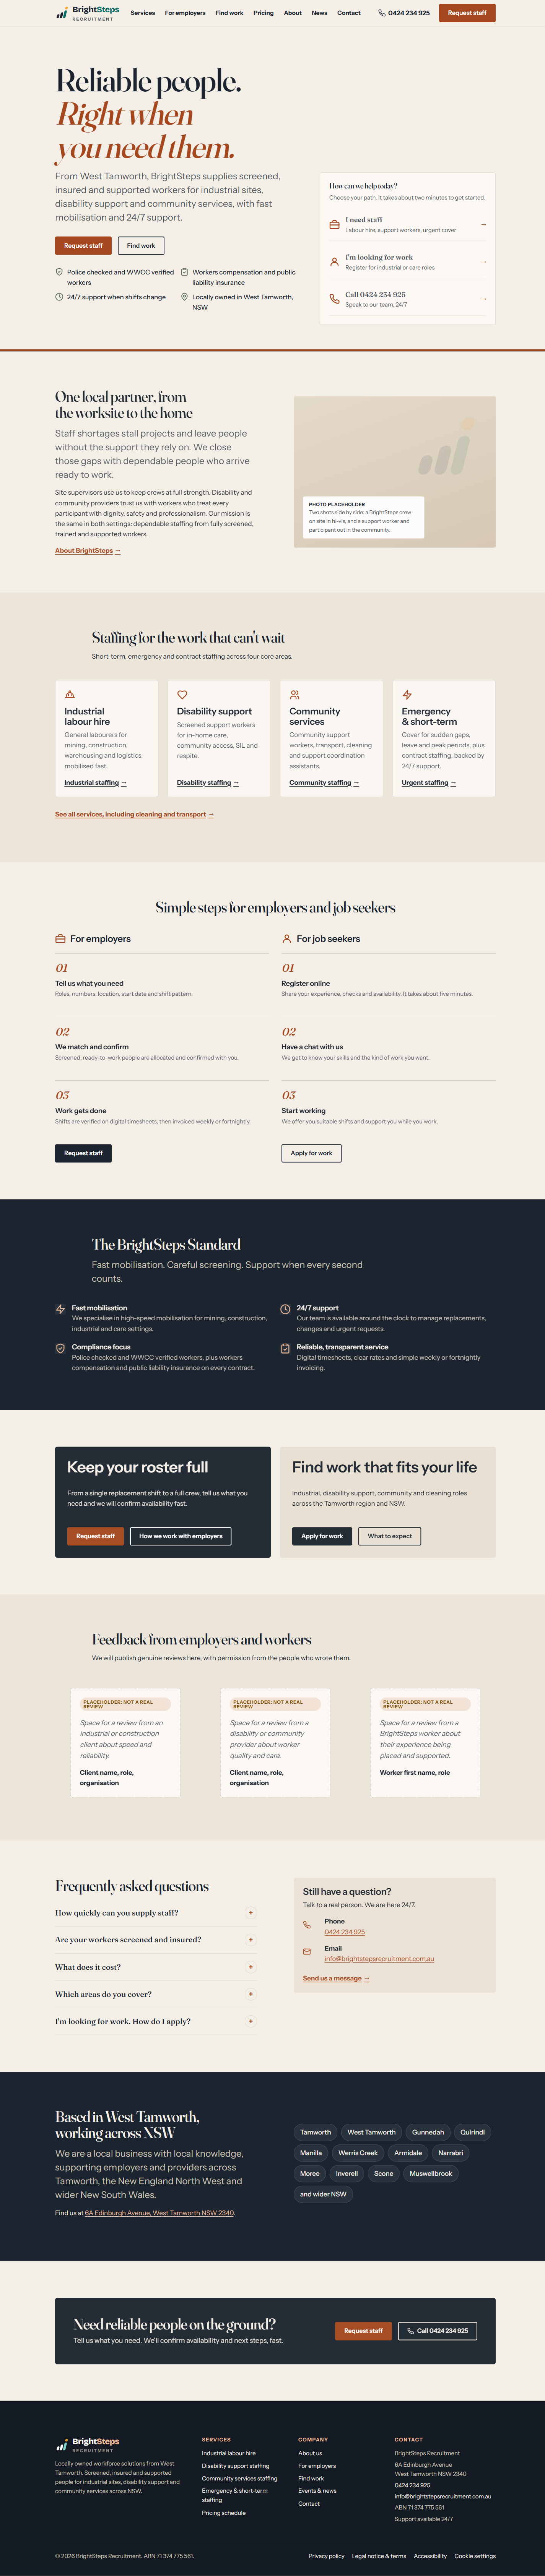 BrightSteps
RECRUITMENT
Services
For employers
Find work
Pricing
About
News
Contact
0424 234 925
Request staff
Reliable people.
Right when
you need them.
From West Tamworth, BrightSteps supplies screened,
insured and supported workers for industrial sites,
disability support and community services, with fast
mobilisation and 24/7 support.
Request staff
Find work
Police checked and WWCC verified
workers
Workers compensation and public
liability insurance
24/7 support when shifts change
Locally owned in West Tamworth,
NSW
How can we help today?
Choose your path. It takes about two minutes to get started.
I need staff
Labour hire, support workers, urgent cover
→
I'm looking for work
Register for industrial or care roles
→
Call 0424 234 925
Speak to our team, 24/7
→
One local partner, from
the worksite to the home
Staff shortages stall projects and leave people
without the support they rely on. We close
those gaps with dependable people who arrive
ready to work.
Site supervisors use us to keep crews at full strength. Disability and
community providers trust us with workers who treat every
participant with dignity, safety and professionalism. Our mission is
the same in both settings: dependable staffing from fully screened,
trained and supported workers.
About BrightSteps →
PHOTO PLACEHOLDER
Two shots side by side: a BrightSteps crew
on site in hi-vis, and a support worker and
participant out in the community.
Staffing for the work that can't wait
Short-term, emergency and contract staffing across four core areas.
Industrial
labour hire
General labourers for
mining, construction,
warehousing and logistics,
mobilised fast.
Industrial staffing →
Disability support
Screened support workers
for in-home care,
community access, SIL and
respite.
Disability staffing →
Community
services
Community support
workers, transport, cleaning
and support coordination
assistants.
Community staffing →
Emergency
& short-term
Cover for sudden gaps,
leave and peak periods, plus
contract staffing, backed by
24/7 support.
Urgent staffing →
See all services, including cleaning and transport →
Simple steps for employers and job seekers
For employers
01
Tell us what you need
Roles, numbers, location, start date and shift pattern.
02
We match and confirm
Screened, ready-to-work people are allocated and confirmed with you.
03
Work gets done
Shifts are verified on digital timesheets, then invoiced weekly or fortnightly.
Request staff
For job seekers
01
Register online
Share your experience, checks and availability. It takes about five minutes.
02
Have a chat with us
We get to know your skills and the kind of work you want.
03
Start working
We offer you suitable shifts and support you while you work.
Apply for work
The BrightSteps Standard
Fast mobilisation. Careful screening. Support when every second
counts.
Fast mobilisation
We specialise in high-speed mobilisation for mining, construction,
industrial and care settings.
24/7 support
Our team is available around the clock to manage replacements,
changes and urgent requests.
Compliance focus
Police checked and WWCC verified workers, plus workers
compensation and public liability insurance on every contract.
Reliable, transparent service
Digital timesheets, clear rates and simple weekly or fortnightly
invoicing.
Keep your roster full
From a single replacement shift to a full crew, tell us what you
need and we will confirm availability fast.
Request staff
How we work with employers
Find work that fits your life
Industrial, disability support, community and cleaning roles
across the Tamworth region and NSW.
Apply for work
What to expect
Feedback from employers and workers
We will publish genuine reviews here, with permission from the people who wrote them.
PLACEHOLDER: NOT A REAL
REVIEW
Space for a review from an
industrial or construction
client about speed and
reliability.
Client name, role,
organisation
PLACEHOLDER: NOT A REAL
REVIEW
Space for a review from a
disability or community
provider about worker
quality and care.
Client name, role,
organisation
PLACEHOLDER: NOT A REAL
REVIEW
Space for a review from a
BrightSteps worker about
their experience being
placed and supported.
Worker first name, role
Frequently asked questions
How quickly can you supply staff?
+
Are your workers screened and insured?
+
What does it cost?
+
Which areas do you cover?
+
I'm looking for work. How do I apply?
+
Still have a question?
Talk to a real person. We are here 24/7.
Phone
0424 234 925
Email
info@brightstepsrecruitment.com.au
Send us a message →
Based in West Tamworth,
working across NSW
We are a local business with local knowledge,
supporting employers and providers across
Tamworth, the New England North West and
wider New South Wales.
Find us at 6A Edinburgh Avenue, West Tamworth NSW 2340.
Tamworth
West Tamworth
Gunnedah
Quirindi
Manilla
Werris Creek
Armidale
Narrabri
Moree
Inverell
Scone
Muswellbrook
and wider NSW
Need reliable people on the ground?
Tell us what you need. We'll confirm availability and next steps, fast.
Request staff
Call 0424 234 925
BrightSteps
RECRUITMENT
Locally owned workforce solutions from West
Tamworth. Screened, insured and supported
people for industrial sites, disability support and
community services across NSW.
SERVICES
Industrial labour hire
Disability support staffing
Community services staffing
Emergency & short-term
staffing
Pricing schedule
COMPANY
About us
For employers
Find work
Events & news
Contact
CONTACT
BrightSteps Recruitment
6A Edinburgh Avenue
West Tamworth NSW 2340
0424 234 925
info@brightstepsrecruitment.com.au
ABN 71 374 775 561
Support available 24/7
© 2026 BrightSteps Recruitment. ABN 71 374 775 561.
Privacy policy
Legal notice & terms
Accessibility
Cookie settings